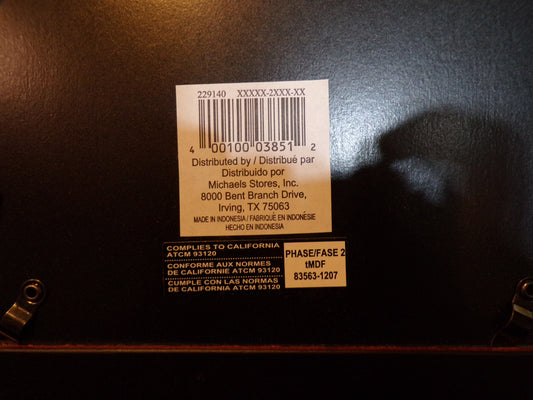 229140 XXXXX-2XXX-XX
4 00100 03851 2
Distributed by / Distribué par
Distribuido por
Michaels Stores, Inc.
8000 Bent Branch Drive,
Irving, TX 75063
MADE IN INDONESIA / FABRIQUÉ EN INDONÉSIE
HECHO EN INDONESIA
COMPLIES TO CALIFORNIA
ATCM 93120
CONFORME AUX NORMES
DE CALIFORNIE ATCM 93120
CUMPLE CON LAS NORMAS
DE CALIFORNIA ATCM 93120
PHASE/FASE 2
tMDF
83563-1207